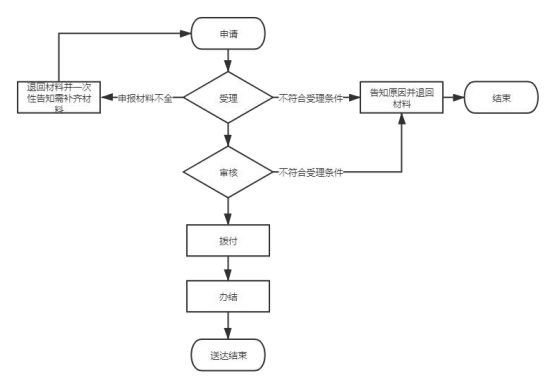 申请
退回材料并一次
性告知需补齐材
料
申报材料不全
受理
不符合受理条件
告知原因并退回
材料
结束
审核
不符合受理条件
拨付
办结
送达结束